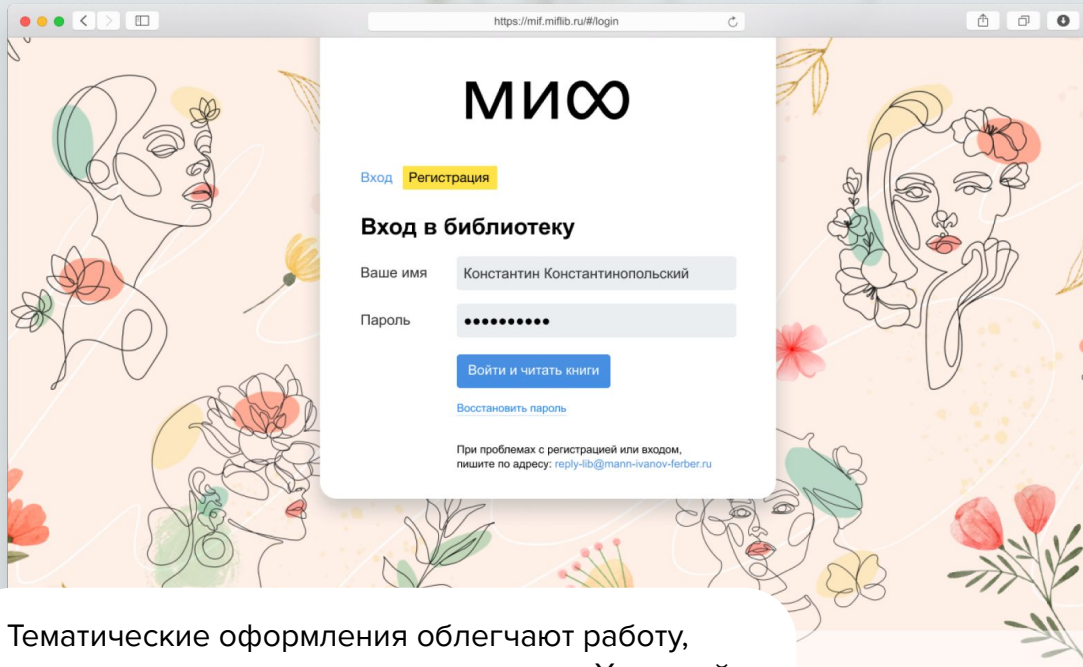 https://mif.miflib.ru/#/login
МИФ
Вход Регистрация
Вход в библиотеку
Ваше имя Константин Константинопольский
Пароль ••••••••••
Войти и читать книги
Восстановить пароль
При проблемах с регистрацией или входом,
пишите по адресу: reply-lib@mann-ivanov-ferber.ru
Тематические оформления облегчают работу,